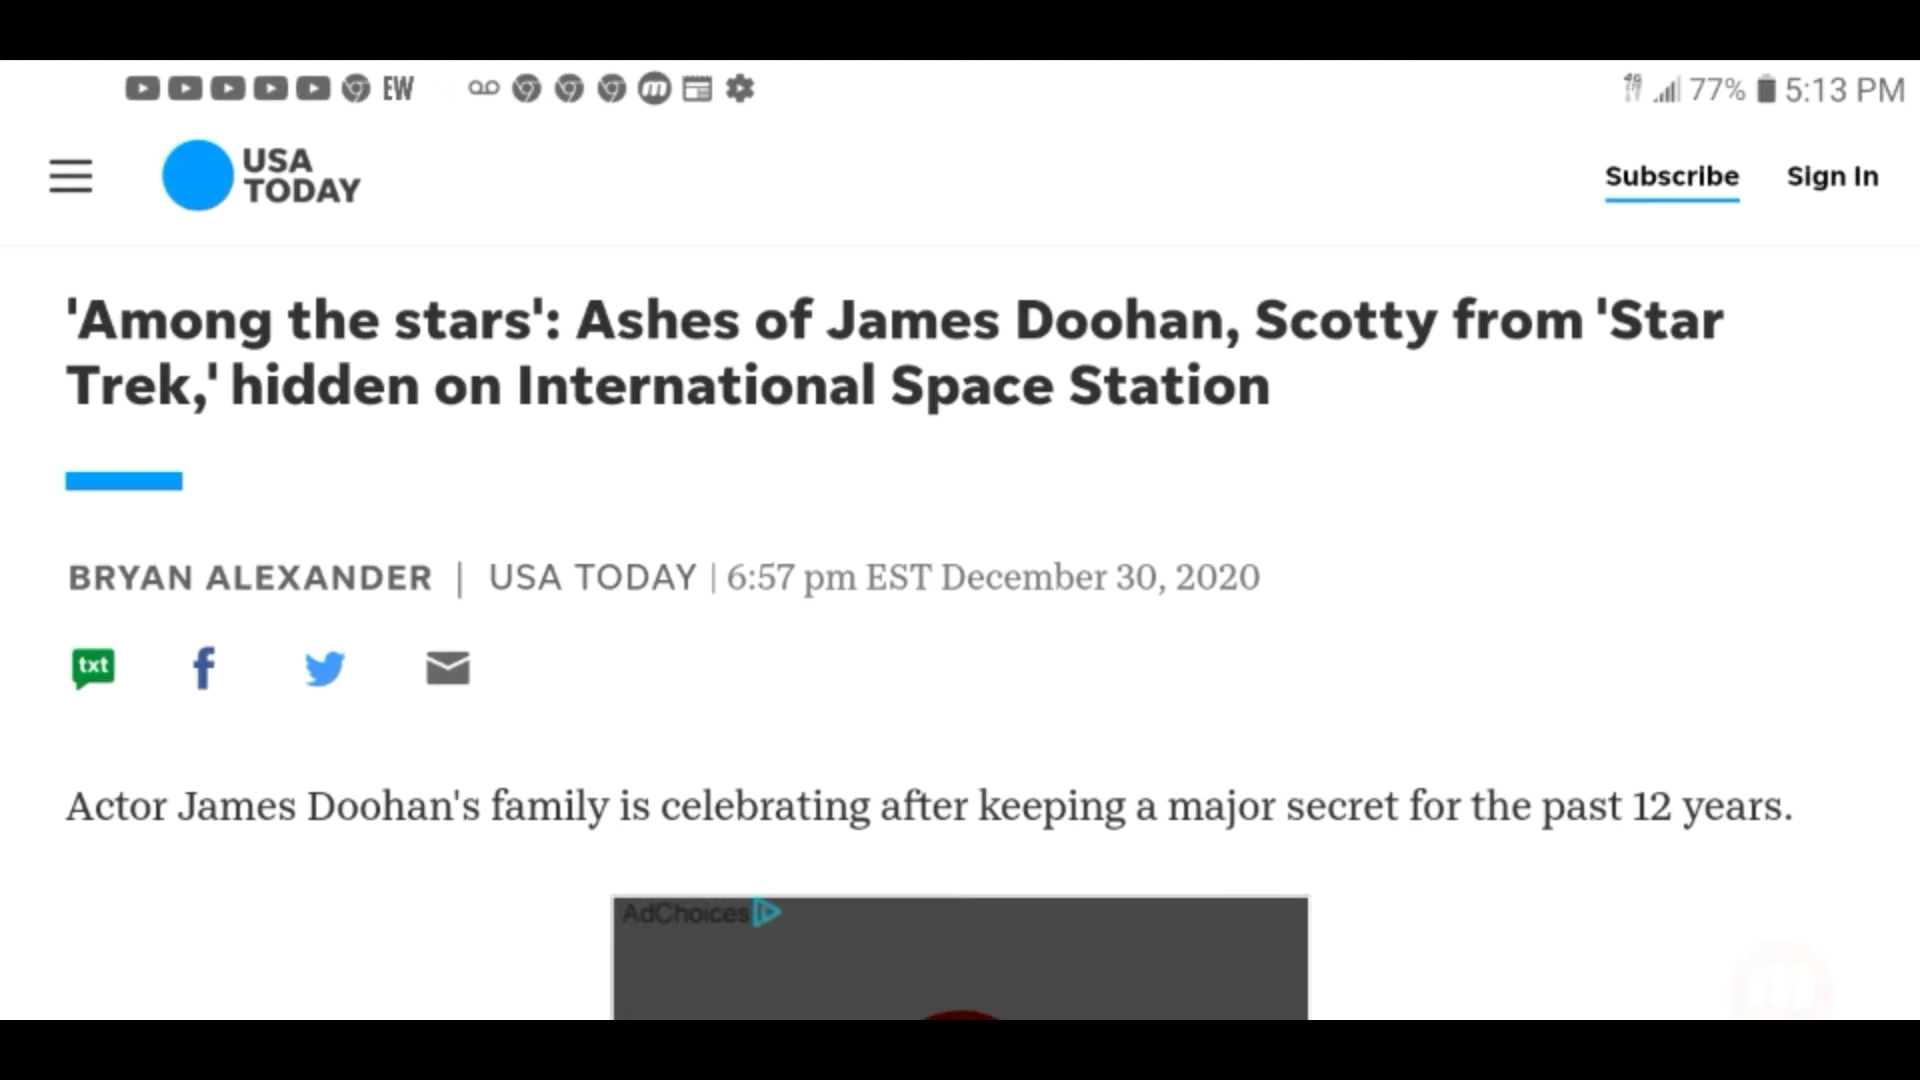 EW
4G
77%
5:13 PM
USA
TODAY
Subscribe
Sign In
'Among the stars': Ashes of James Doohan, Scotty from 'Star
Trek,' hidden on International Space Station
BRYAN ALEXANDER | USA TODAY | 6:57 pm EST December 30, 2020
txt
Actor James Doohan's family is celebrating after keeping a major secret for the past 12 years.
AdChoices